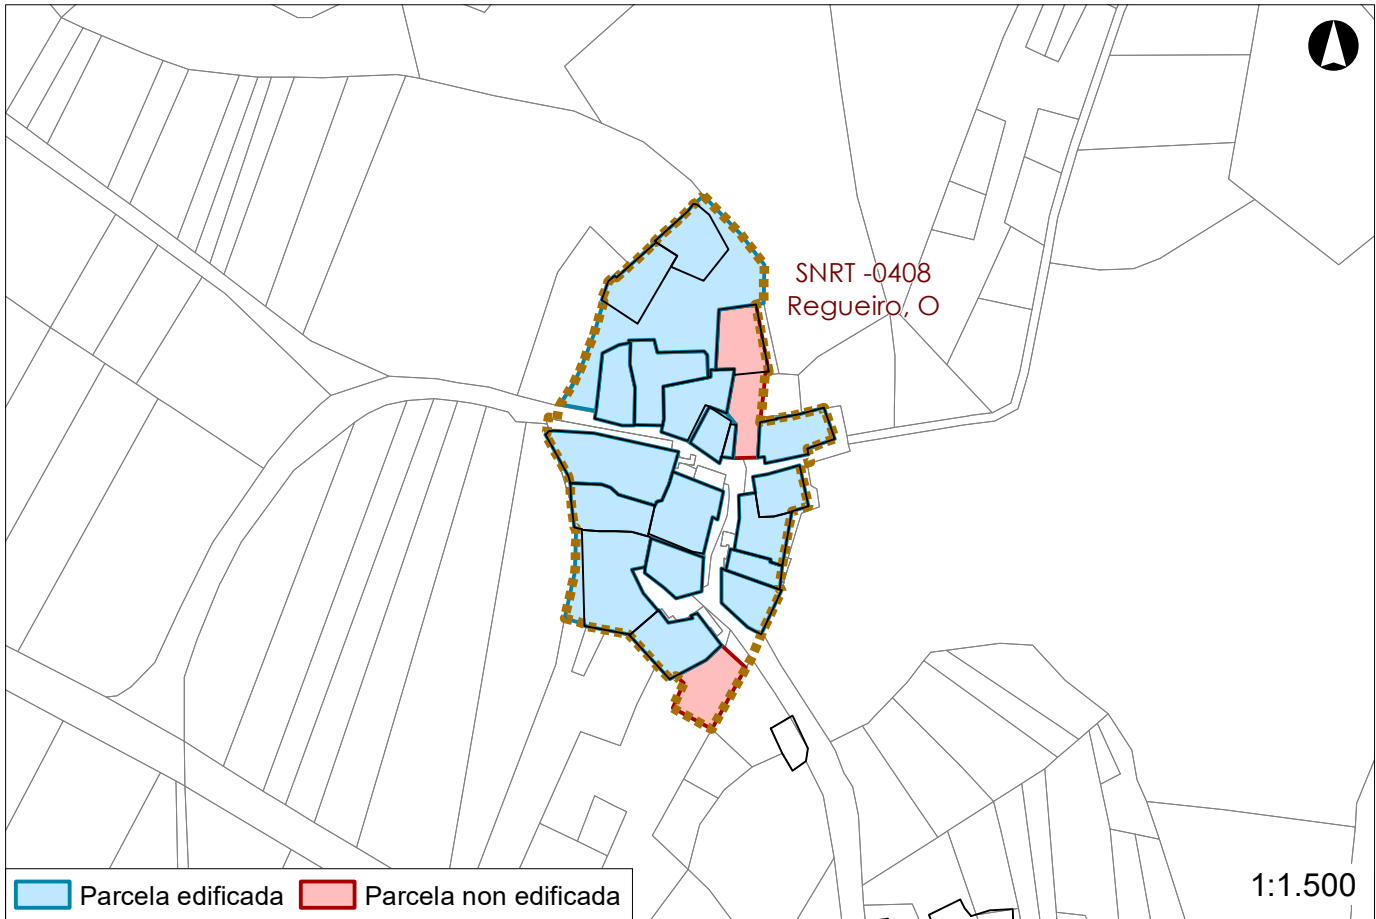 SNRT -0408
Regueiro, O
Parcela edificada
Parcela non edificada
1:1.500